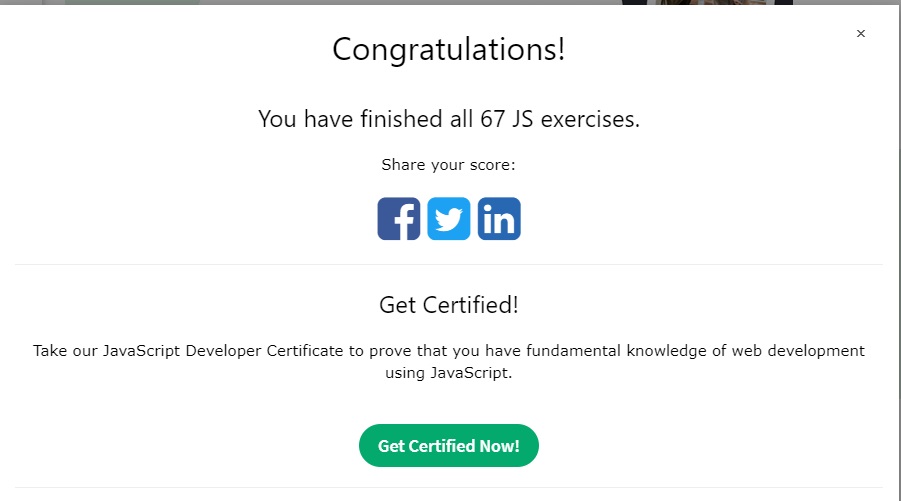 ×
Congratulations!
You have finished all 67 JS exercises.
Share your score:
Get Certified!
Take our JavaScript Developer Certificate to prove that you have fundamental knowledge of web development
using JavaScript.
Get Certified Now!